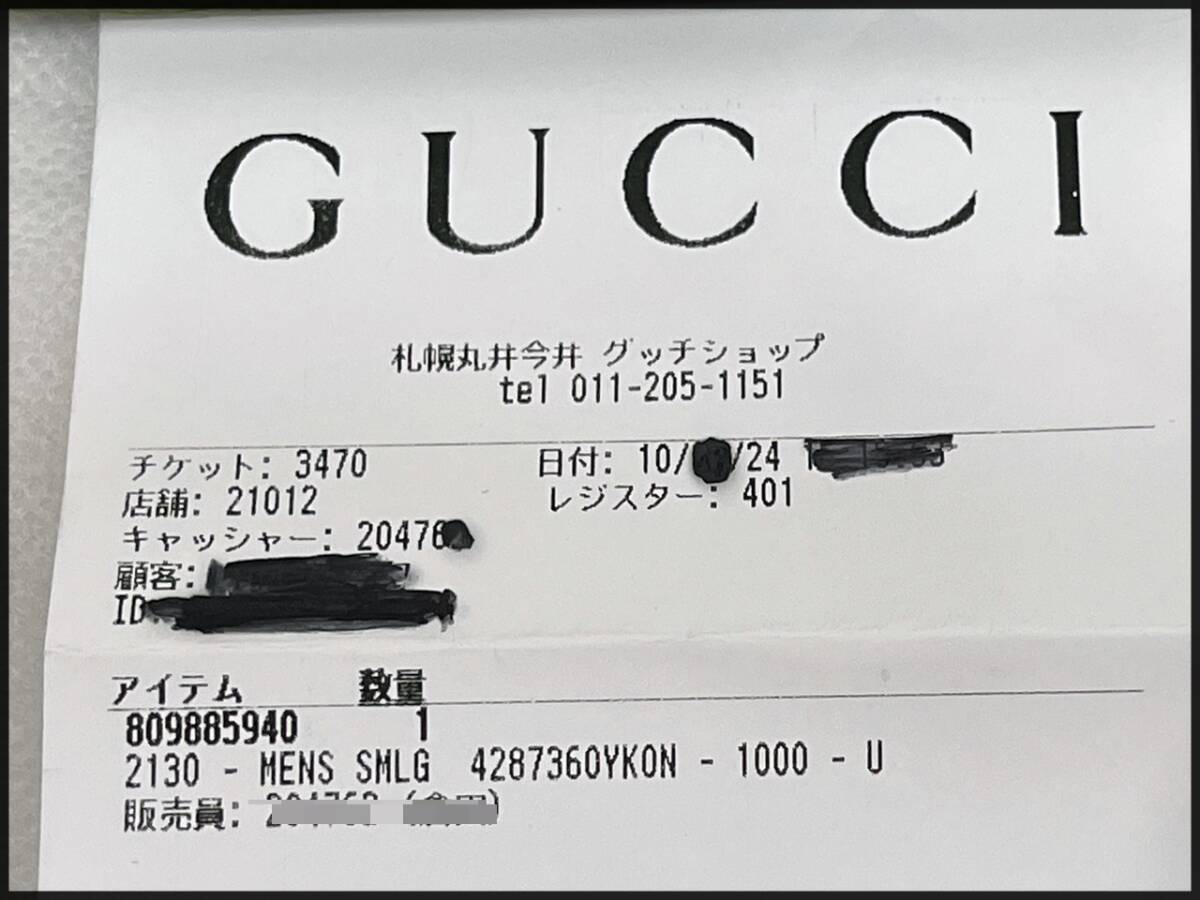 GUCCI
札幌丸井今井 グッチショップ
tel 011-205-1151
チケット: 3470 日付: 10/ /24
店舗: 21012 レジスター: 401
キャッシャー: 20476
顧客:
ID
アイテム 数量
809885940 1
2130 - MENS SMLG 4287360YK0N - 1000 - U
販売員: